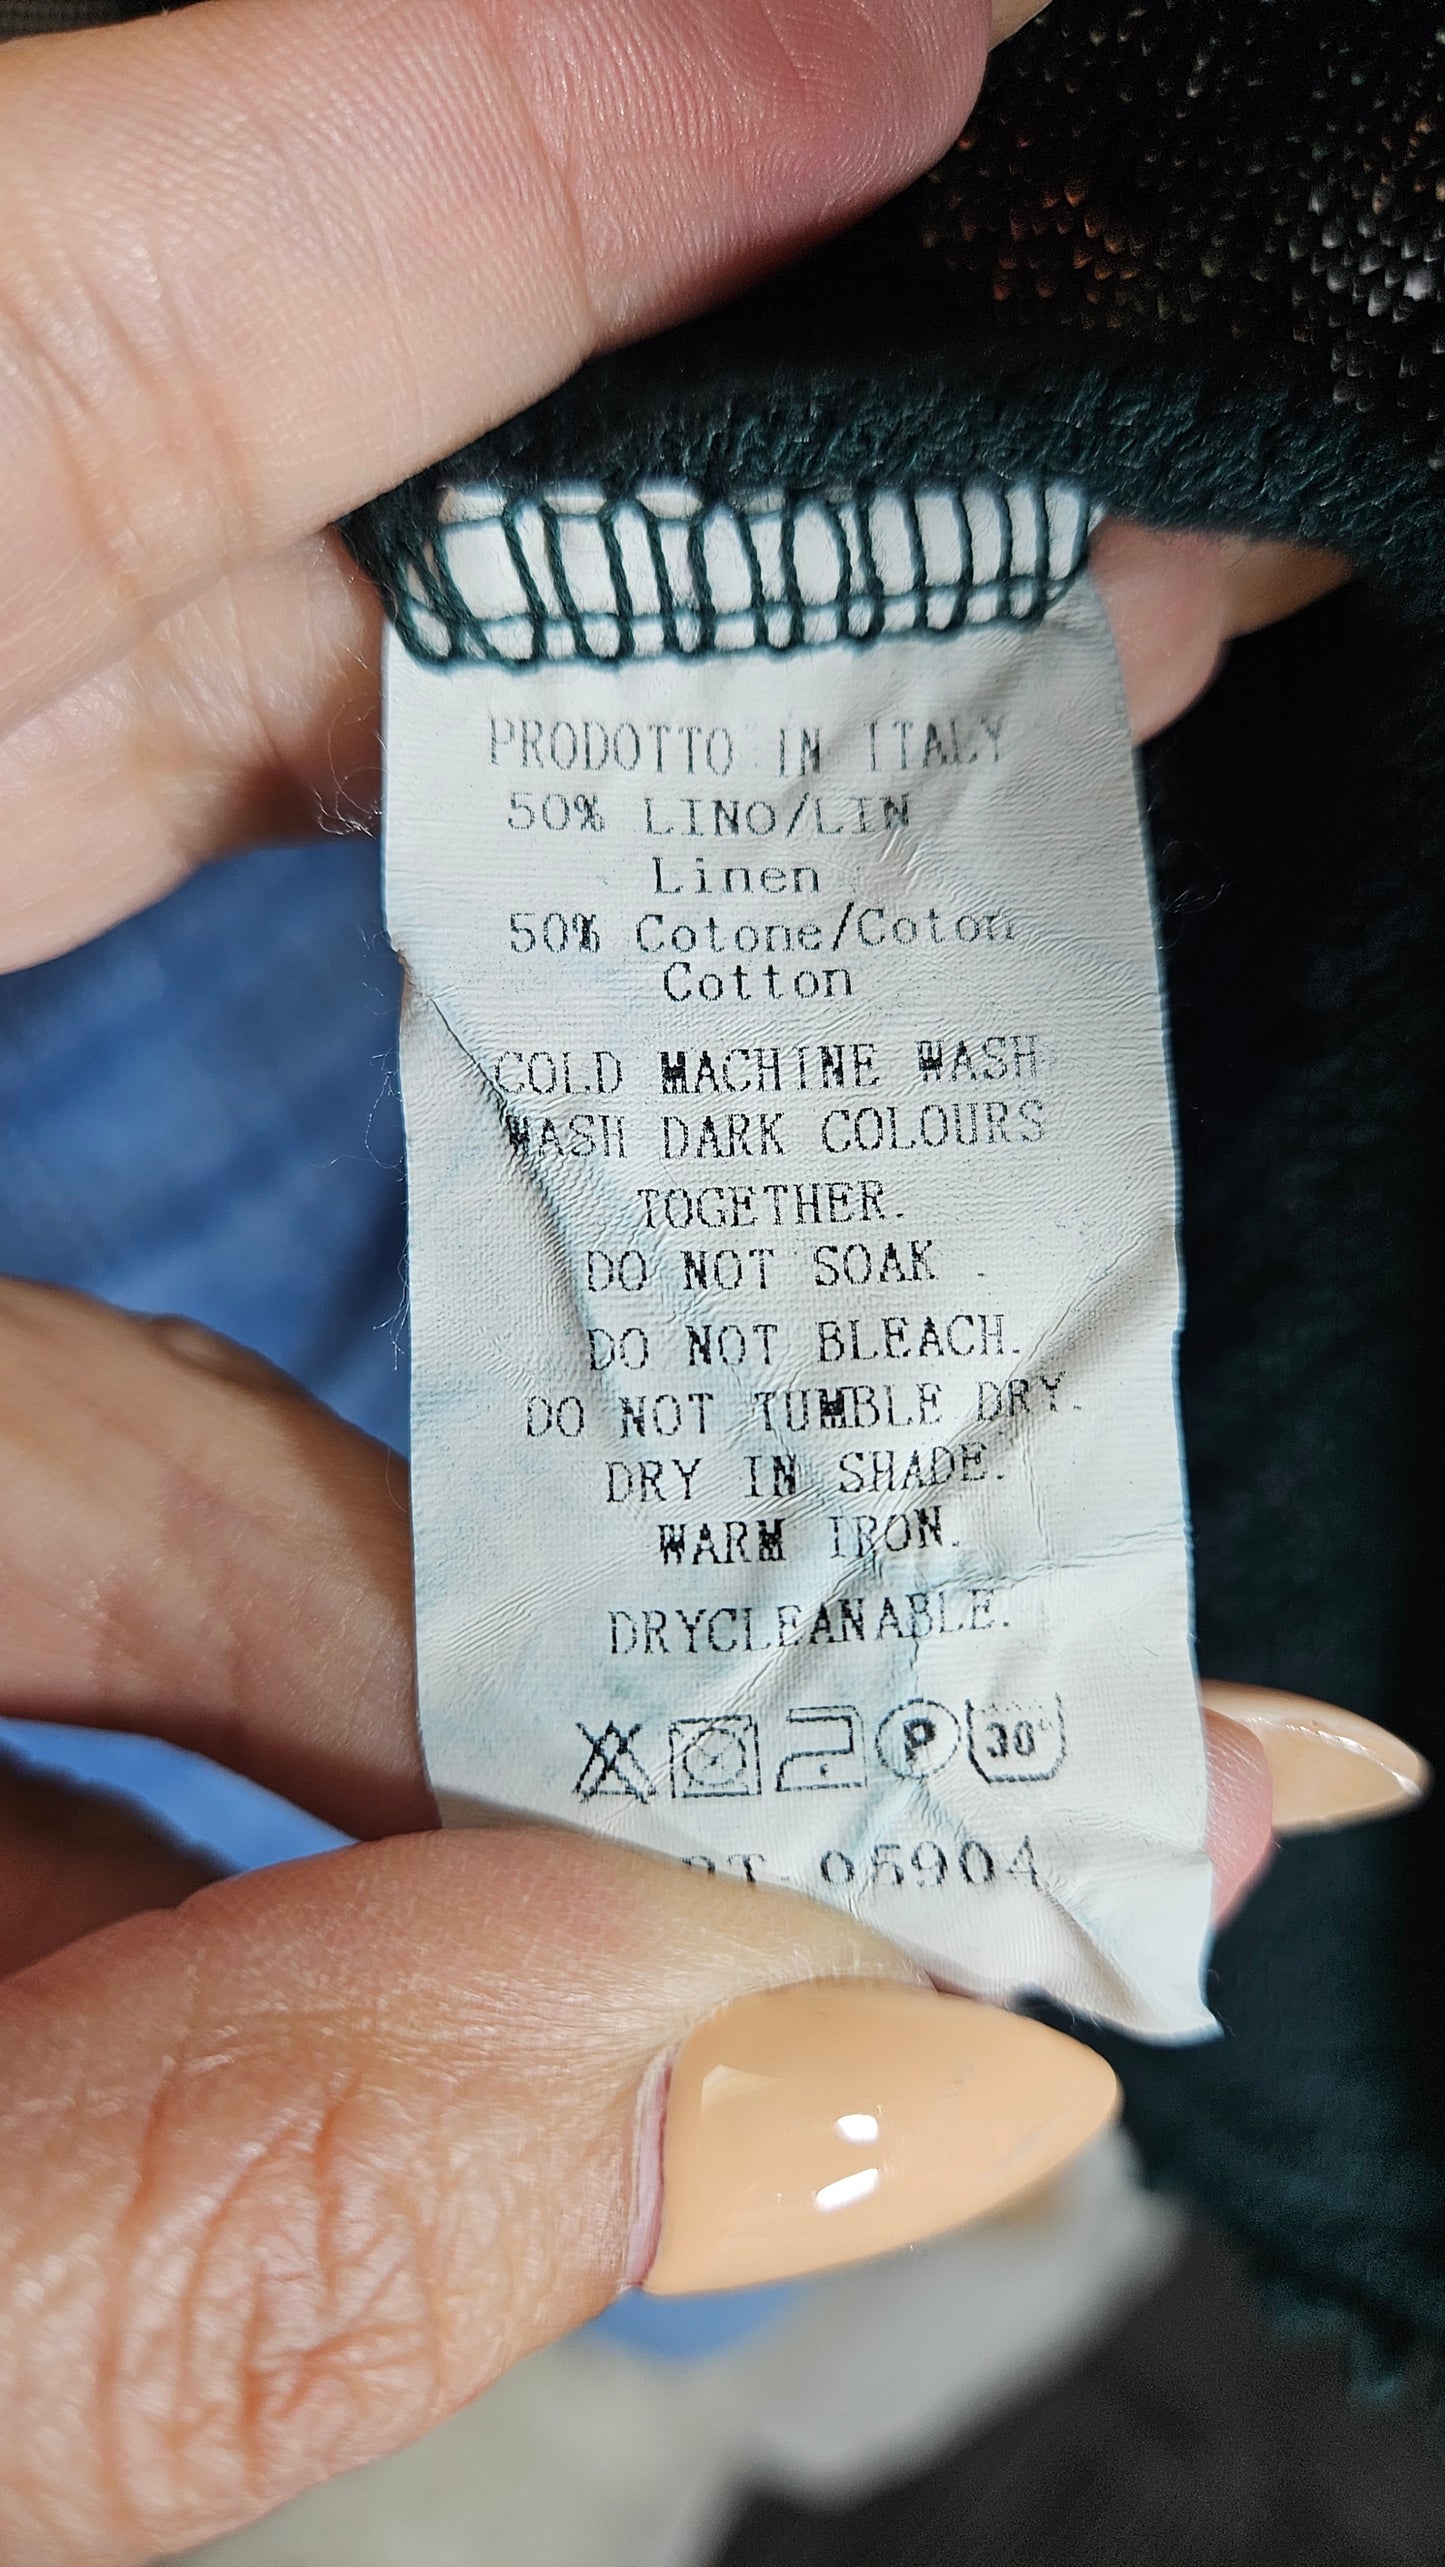 PRODOTTO IN ITALY
50% LINO/LIN
Linen
50% Cotone/Coton
Cotton
COLD MACHINE WASH
WASH DARK COLOURS
TOGETHER.
DO NOT SOAK .
DO NOT BLEACH.
DO NOT TUMBLE DRY.
DRY IN SHADE.
WARM IRON.
DRYCLEANABLE.
P 30°
05904